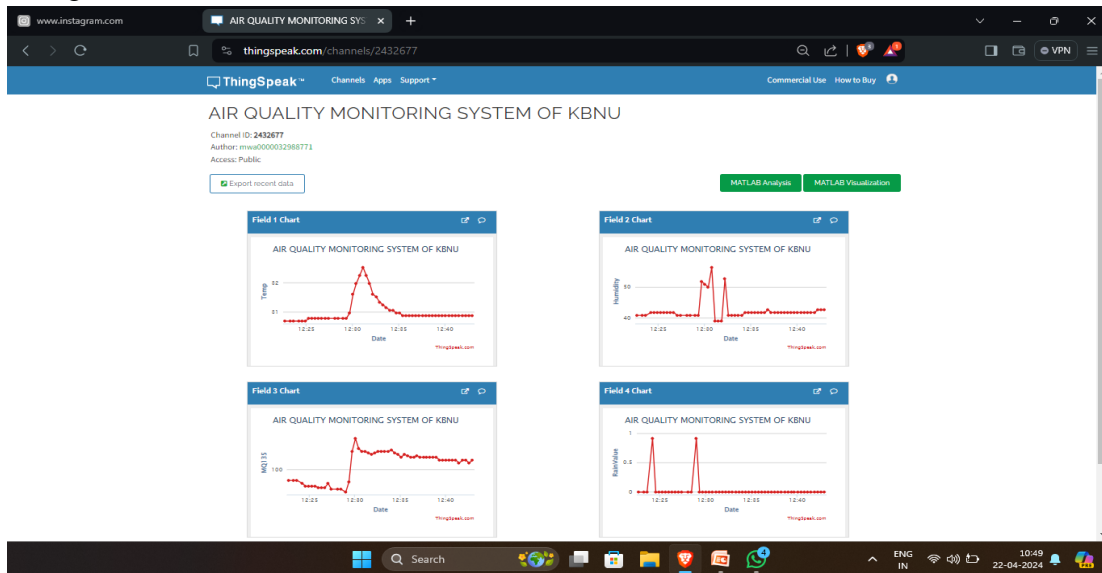 www.instagram.com
AIR QUALITY MONITORING SYS
thingspeak.com/channels/2432677
VPN
ThingSpeak™ Channels Apps Support Commercial Use How to Buy
AIR QUALITY MONITORING SYSTEM OF KBNU
Channel ID: 2432677
Author: mwa0000032988771
Access: Public
Export recent data
MATLAB Analysis MATLAB Visualization
Field 1 Chart
AIR QUALITY MONITORING SYSTEM OF KBNU
Temp
82
81
12:25 12:30 12:35 12:40
Date
ThingSpeak.com
Field 2 Chart
AIR QUALITY MONITORING SYSTEM OF KBNU
Humidity
50
40
12:25 12:30 12:35 12:40
Date
ThingSpeak.com
Field 3 Chart
AIR QUALITY MONITORING SYSTEM OF KBNU
MQ135
100
12:25 12:30 12:35 12:40
Date
ThingSpeak.com
Field 4 Chart
AIR QUALITY MONITORING SYSTEM OF KBNU
RainValue
1
0.5
0
12:25 12:30 12:35 12:40
Date
ThingSpeak.com
Search
4
ENG
IN
10:49
22-04-2024